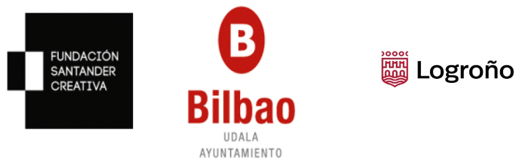 FUNDACIÓN
SANTANDER
CREATIVA
B
Bilbao
UDALA
AYUNTAMIENTO
Logroño